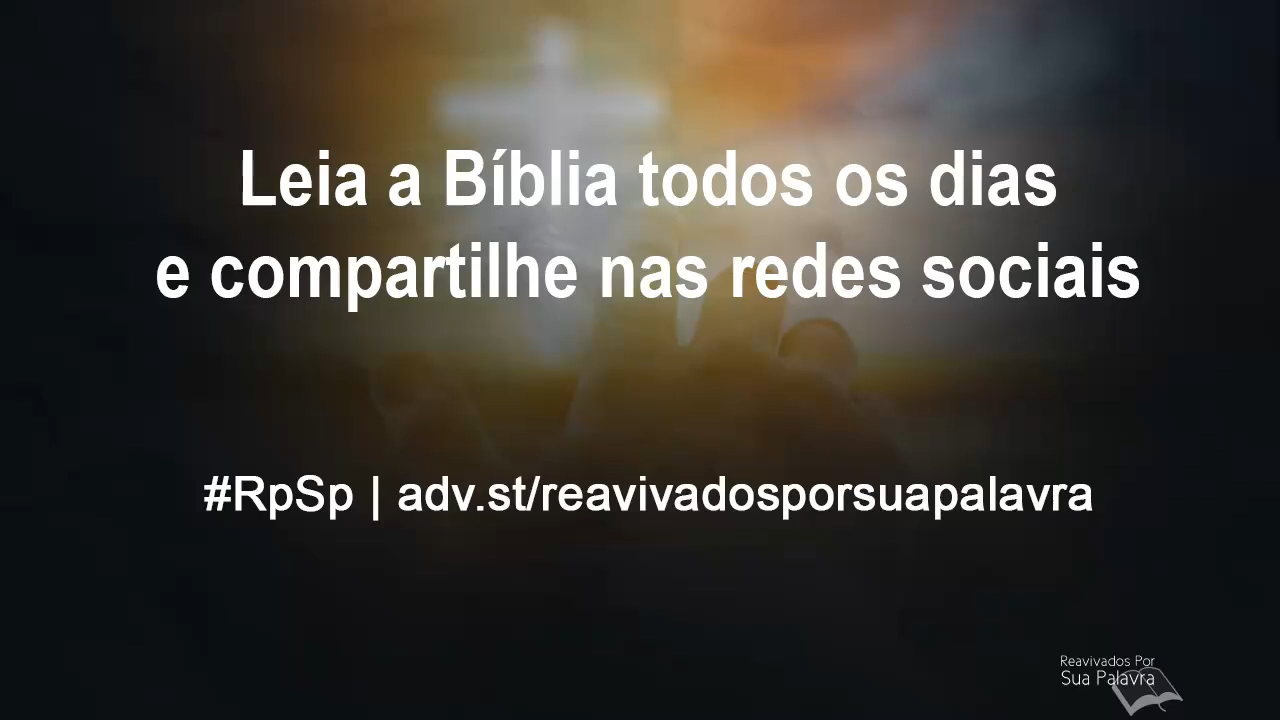 Leia a Bíblia todos os dias
e compartilhe nas redes sociais
#RpSp | adv.st/reavivadosporsuapalavra
Reavivados Por
Sua Palavra